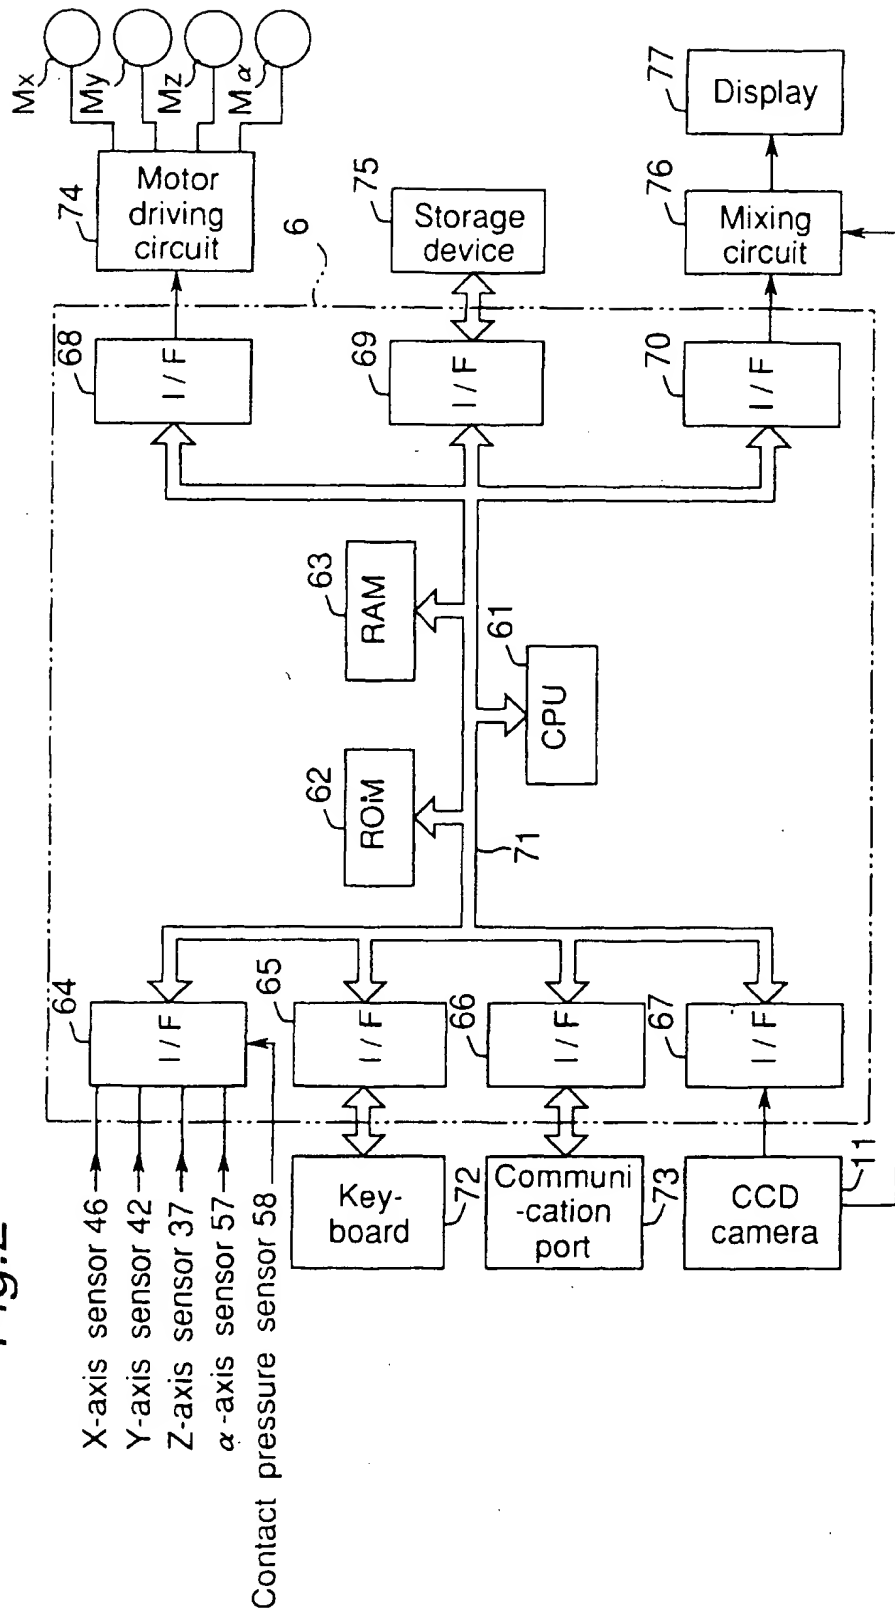 Fig.2
X-axis sensor 46
Y-axis sensor 42
Z-axis sensor 37
α-axis sensor 57
Contact pressure sensor 58
64
I/F
Key-
board
72
65
I/F
Communi
-cation
port
73
66
I/F
CCD
camera
11
67
I/F
71
62
ROM
63
RAM
61
CPU
6
68
I/F
69
I/F
70
I/F
74
Motor
driving
circuit
Mx
My
Mz
Mα
75
Storage
device
76
Mixing
circuit
77
Display